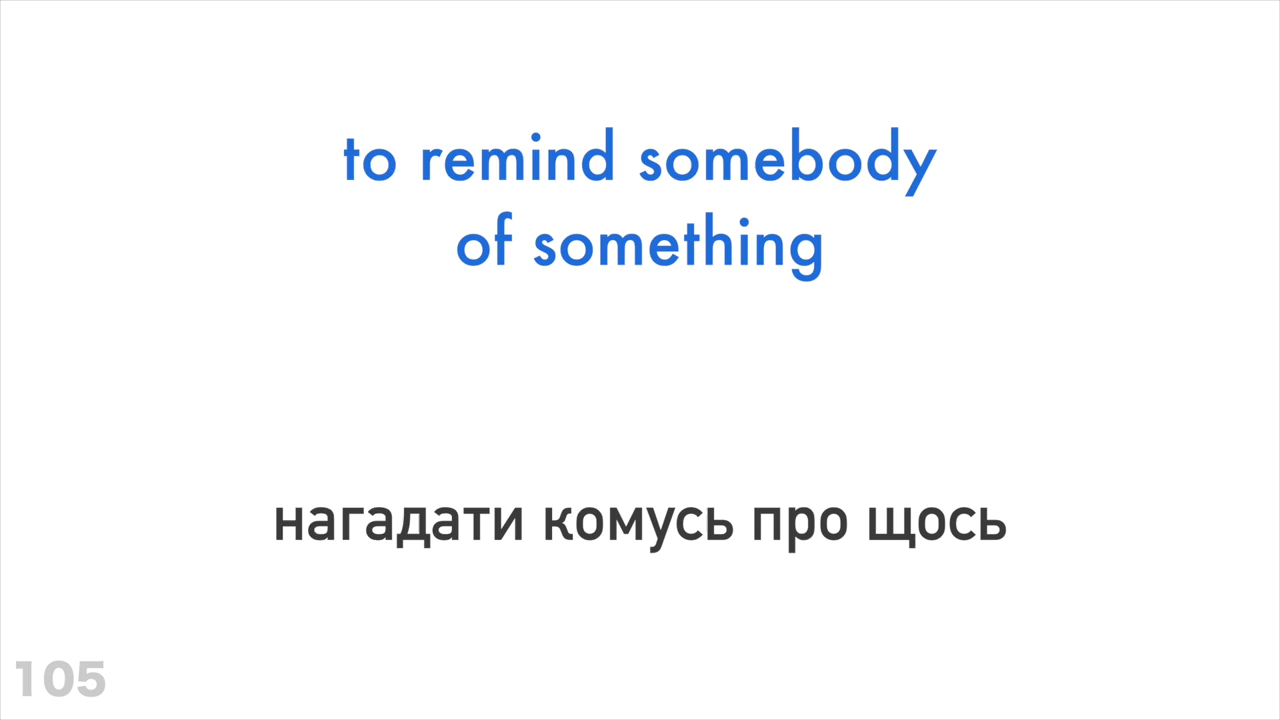 to remind somebody
of something
нагадати комусь про щось
105